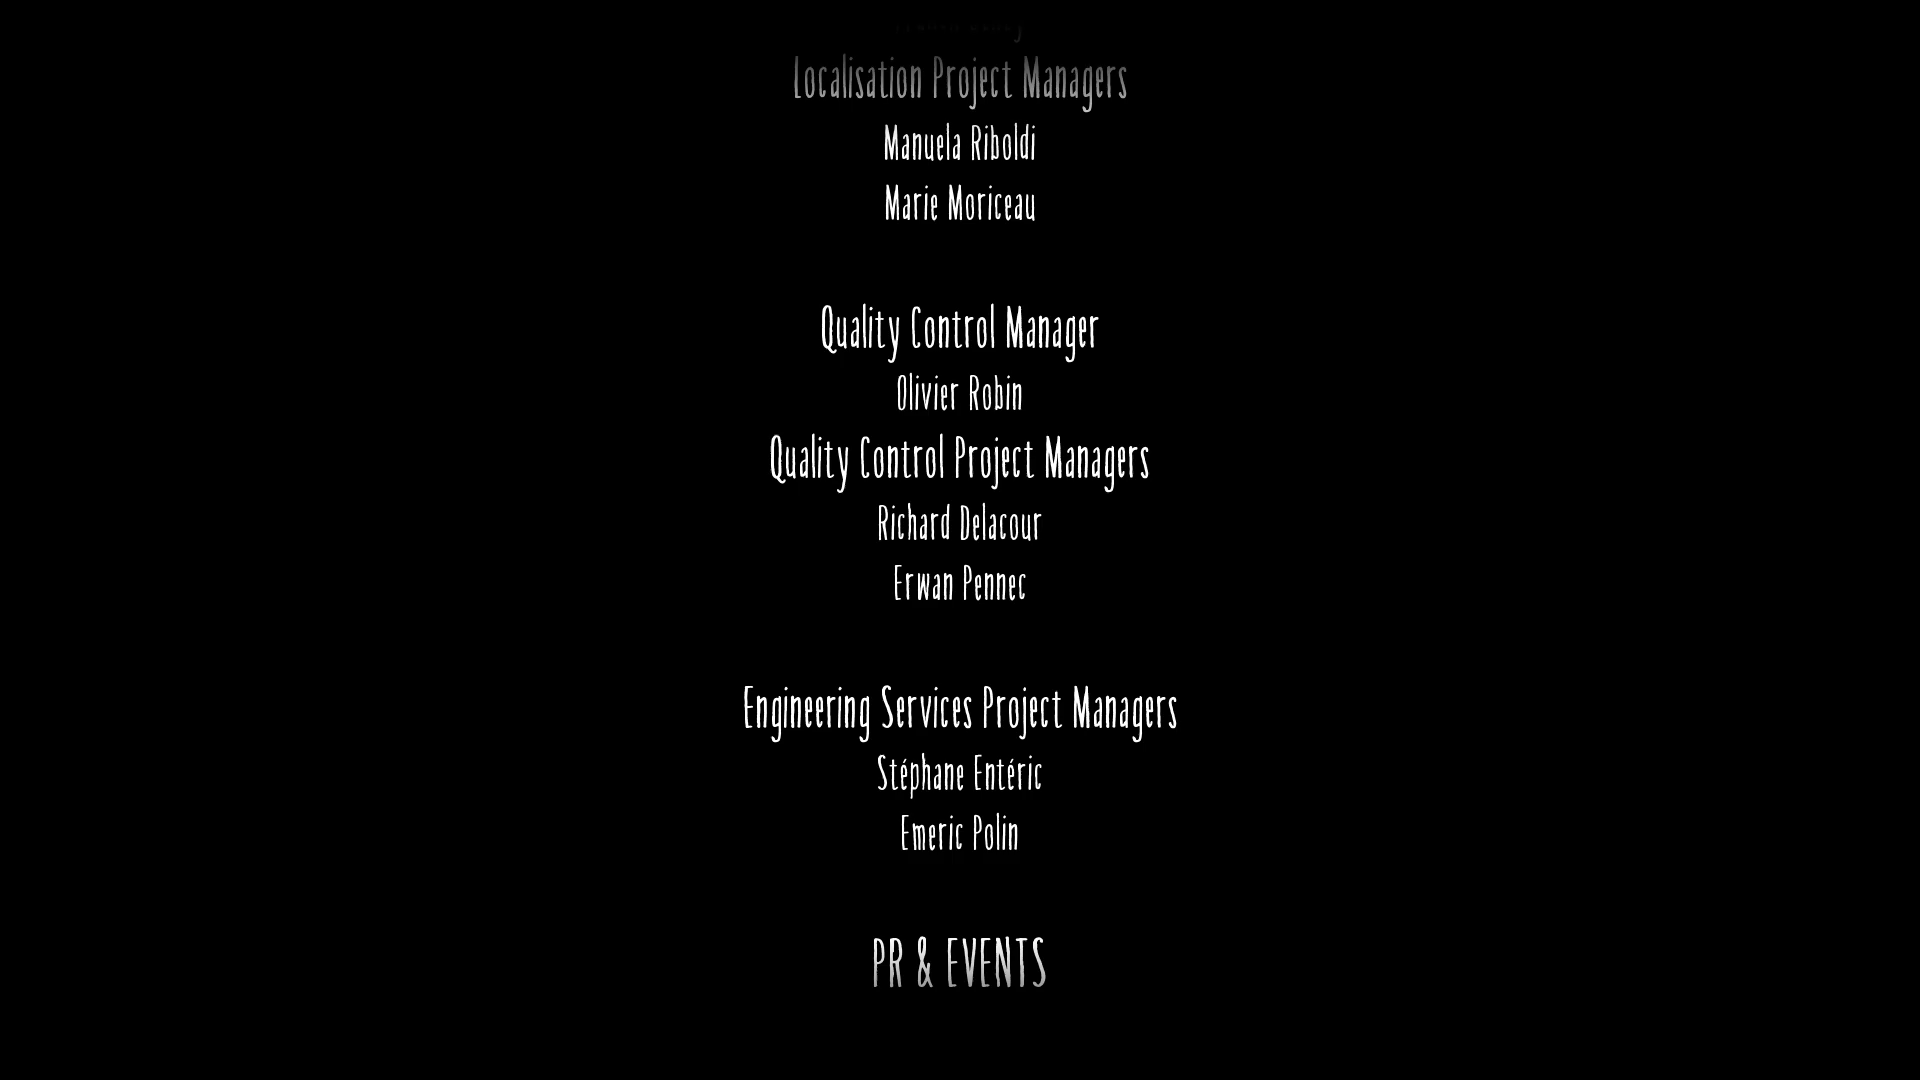 Localisation Project Managers
Manuela Riboldi
Marie Moriceau
Quality Control Manager
Olivier Robin
Quality Control Project Managers
Richard Delacour
Erwan Pennec
Engineering Services Project Managers
Stéphane Entéric
Emeric Polin
PR & EVENTS